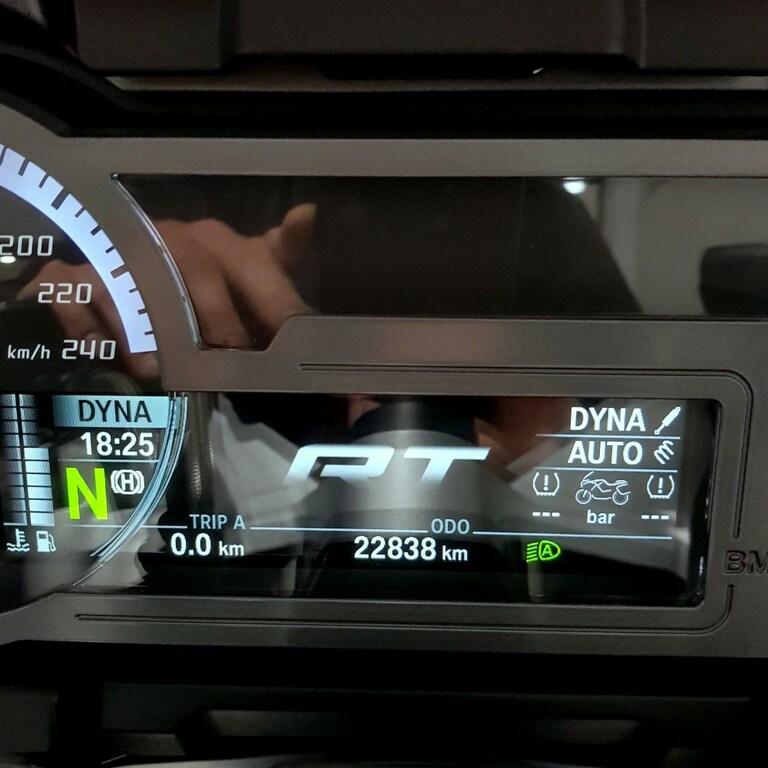 200
220
km/h 240
DYNA
18:25
N
(H)
RT
DYNA
AUTO
(!) (!)
--- bar ---
TRIP A ODO
0.0 km 22838 km
A
BM